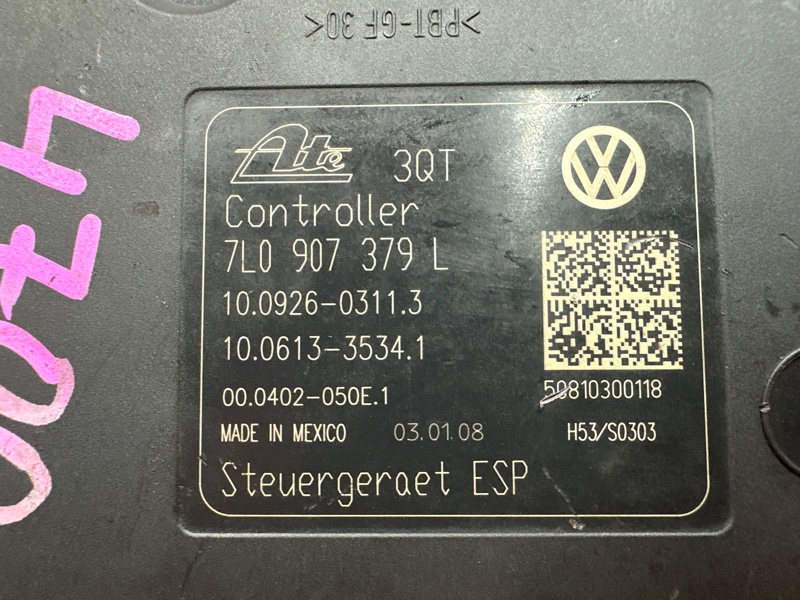 >PBT-GF 30<
Ate 3QT
Controller
7L0 907 379 L
10.0926-0311.3
10.0613-3534.1
00.0402-050E.1
50810300118
MADE IN MEXICO 03.01.08
H53/S0303
Steuergeraet ESP